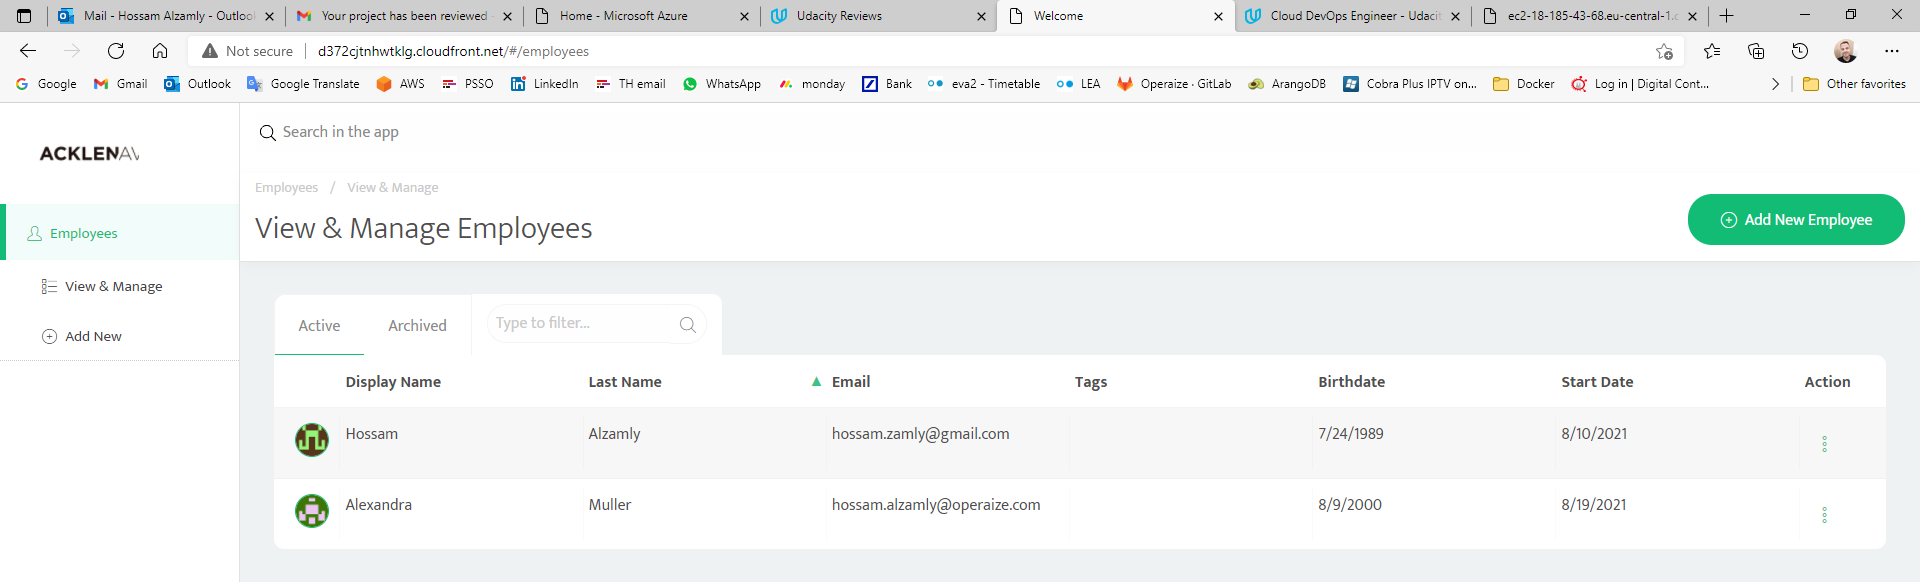 Mail - Hossam Alzamly - Outlook
Your project has been reviewed
Home - Microsoft Azure
Udacity Reviews
Welcome
Cloud DevOps Engineer - Udaci
ec2-18-185-43-68.eu-central-1.c
Not secure d372cjtnhwtklg.cloudfront.net/#/employees
Google Gmail Outlook Google Translate AWS PSSO LinkedIn TH email WhatsApp monday Bank eva2 - Timetable LEA Operaize · GitLab ArangoDB Cobra Plus IPTV on... Docker Log in | Digital Cont... Other favorites
ACKLENAV
Search in the app
Employees / View & Manage
View & Manage Employees
Add New Employee
Employees
View & Manage
Add New
Active Archived Type to filter...
Display Name Last Name ▲ Email Tags Birthdate Start Date Action
Hossam Alzamly hossam.zamly@gmail.com 7/24/1989 8/10/2021
Alexandra Muller hossam.alzamly@operaize.com 8/9/2000 8/19/2021